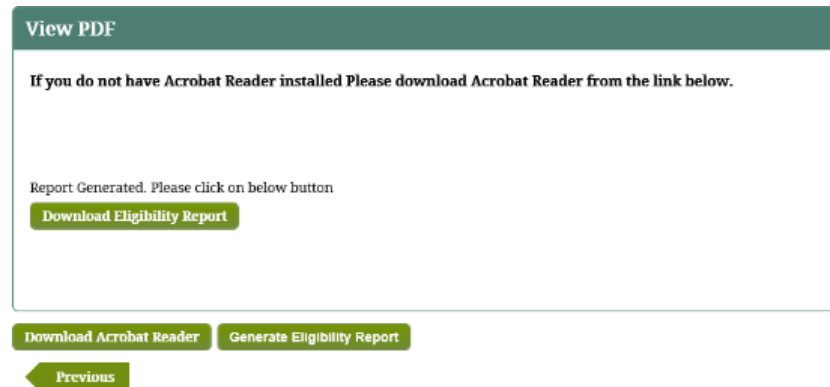 View PDF
If you do not have Acrobat Reader installed Please download Acrobat Reader from the link below.
Report Generated. Please click on below button
Download Eligibility Report
Download Acrobat Reader Generate Eligibility Report
Previous